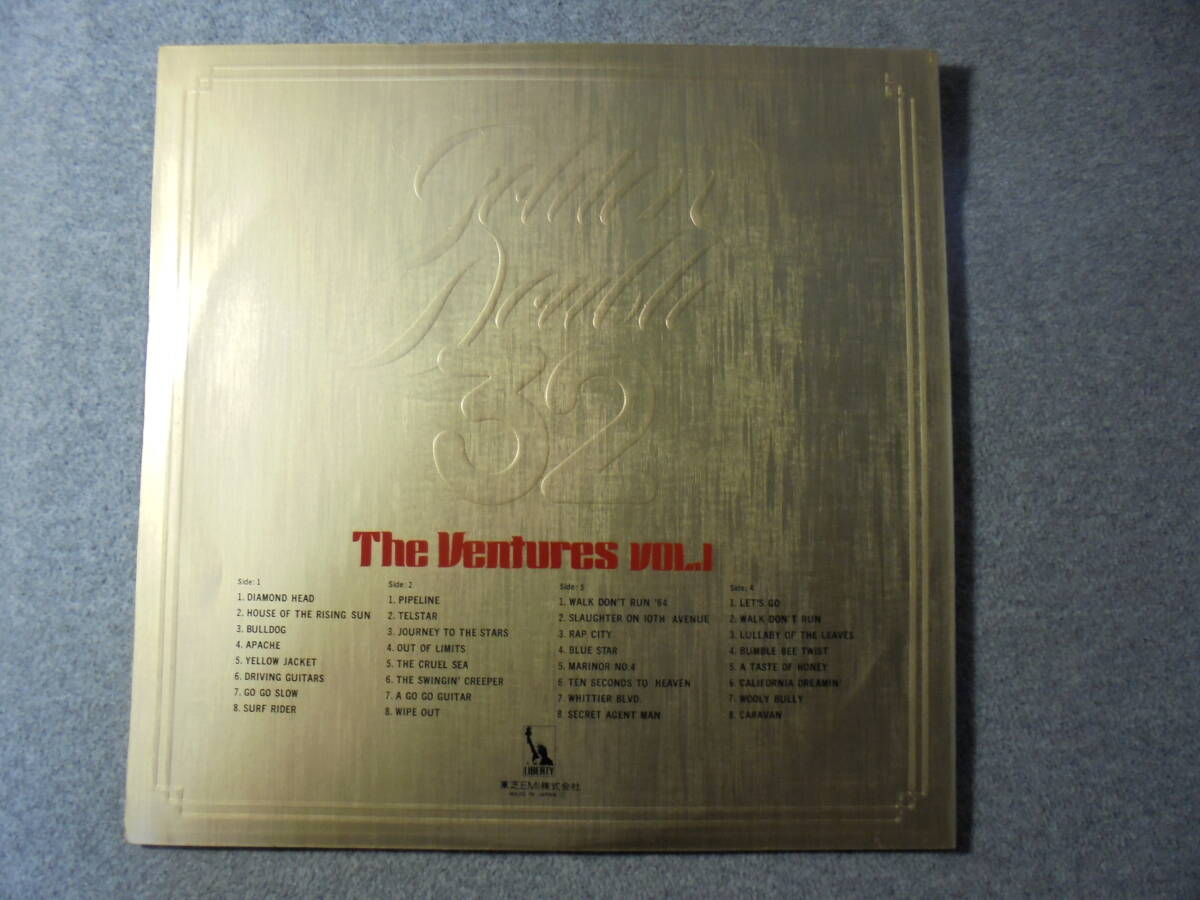 Golden
Double
32
The Ventures VOL.1
Side: 1
1. DIAMOND HEAD
2. HOUSE OF THE RISING SUN
3. BULLDOG
4. APACHE
5. YELLOW JACKET
6. DRIVING GUITARS
7. GO GO SLOW
8. SURF RIDER
Side: 2
1. PIPELINE
2. TELSTAR
3. JOURNEY TO THE STARS
4. OUT OF LIMITS
5. THE CRUEL SEA
6. THE SWINGIN' CREEPER
7. A GO GO GUITAR
8. WIPE OUT
Side: 3
1. WALK DON'T RUN '64
2. SLAUGHTER ON 10TH AVENUE
3. RAP CITY
4. BLUE STAR
5. MARINOR NO.4
6. TEN SECONDS TO HEAVEN
7. WHITTIER BLVD.
8. SECRET AGENT MAN
Side: 4
1. LET'S GO
2. WALK DON'T RUN
3. LULLABY OF THE LEAVES
4. BUMBLE BEE TWIST
5. A TASTE OF HONEY
6. CALIFORNIA DREAMIN'
7. WOOLY BULLY
8. CARAVAN
LIBERTY
東芝EMI株式会社
MADE IN JAPAN